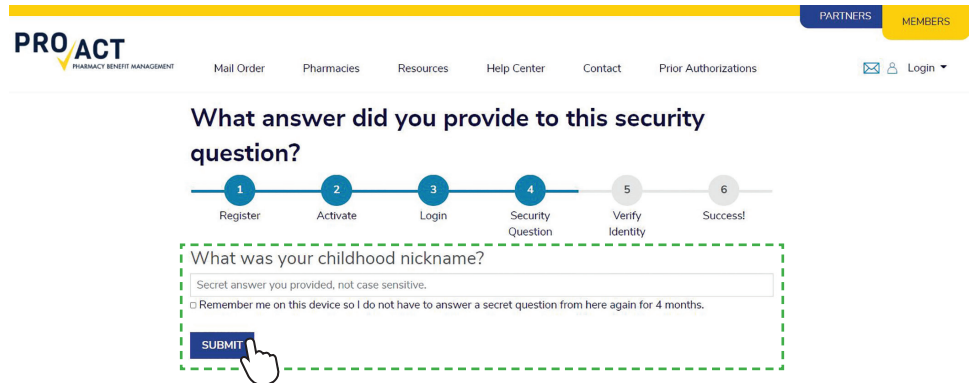 PARTNERS
MEMBERS
PRO ACT
PHARMACY BENEFIT MANAGEMENT
Mail Order Pharmacies Resources Help Center Contact Prior Authorizations Login
What answer did you provide to this security
question?
1 2 3 4 5 6
Register Activate Login Security Verify Success!
Question Identity
What was your childhood nickname?
Secret answer you provided, not case sensitive.
Remember me on this device so I do not have to answer a secret question from here again for 4 months.
SUBMIT